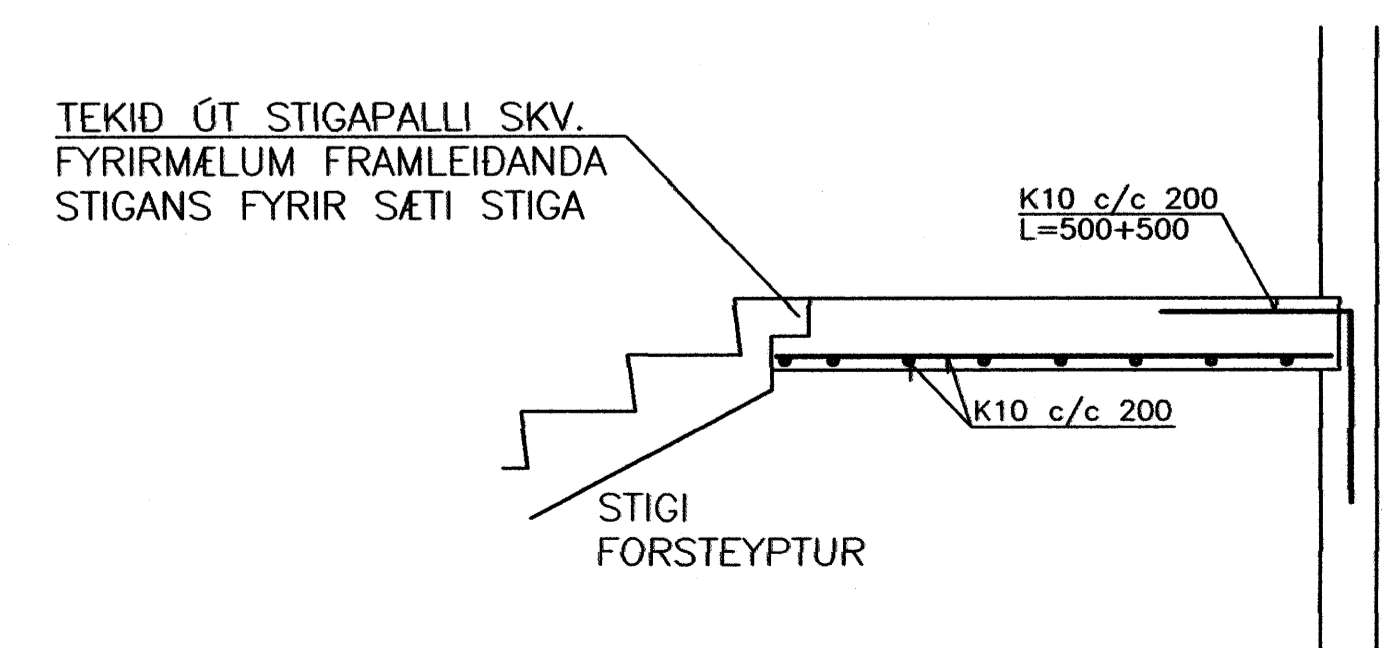 TEKIÐ ÚT STIGAPALLI SKV.
FYRIRMÆLUM FRAMLEIÐANDA
STIGANS FYRIR SÆTI STIGA
K10 c/c 200
L=500+500
K10 c/c 200
STIGI
FORSTEYPTUR